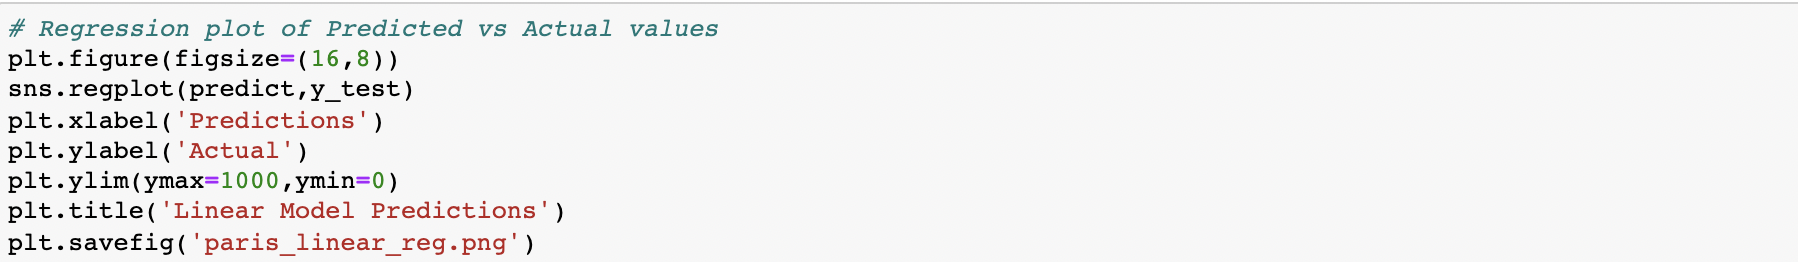 # Regression plot of Predicted vs Actual values
plt.figure(figsize=(16,8))
sns.regplot(predict,y_test)
plt.xlabel('Predictions')
plt.ylabel('Actual')
plt.ylim(ymax=1000,ymin=0)
plt.title('Linear Model Predictions')
plt.savefig('paris_linear_reg.png')